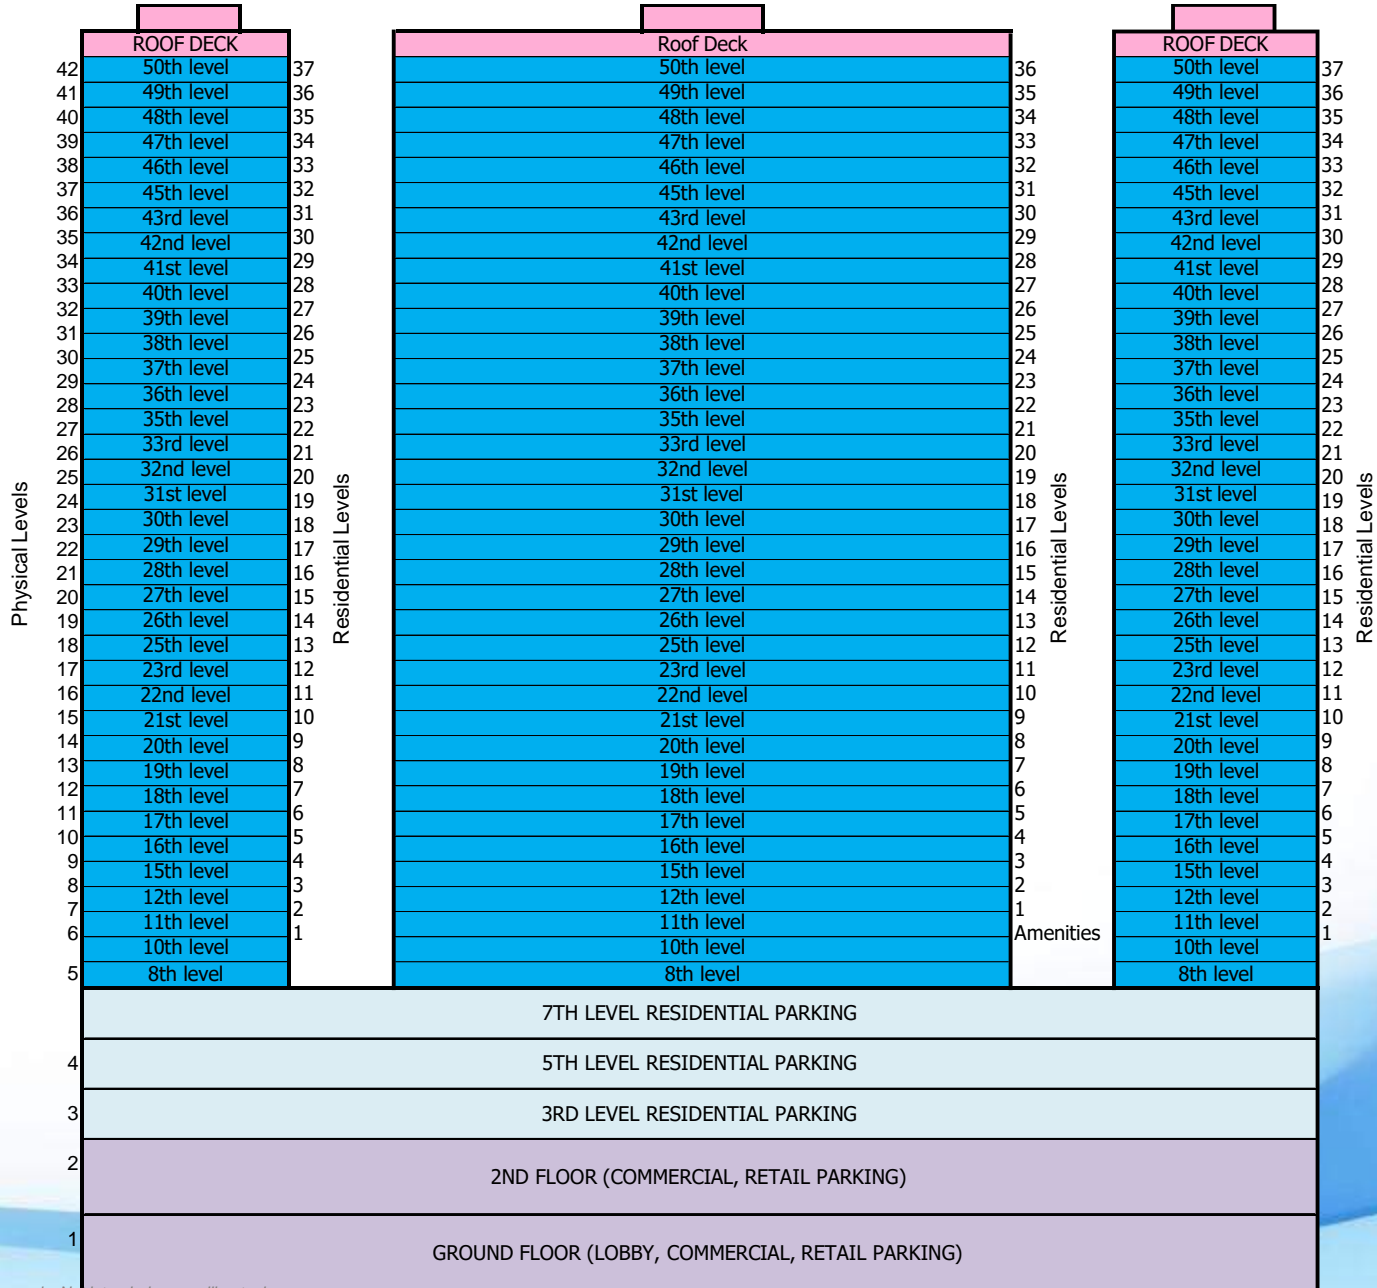 ROOF DECK Roof Deck ROOF DECK
42 50th level 37 50th level 36 50th level 37
41 49th level 36 49th level 35 49th level 36
40 48th level 35 48th level 34 48th level 35
39 47th level 34 47th level 33 47th level 34
38 46th level 33 46th level 32 46th level 33
37 45th level 32 45th level 31 45th level 32
36 43rd level 31 43rd level 30 43rd level 31
35 42nd level 30 42nd level 29 42nd level 30
34 41st level 29 41st level 28 41st level 29
33 40th level 28 40th level 27 40th level 28
32 39th level 27 39th level 26 39th level 27
31 38th level 26 38th level 25 38th level 26
30 37th level 25 37th level 24 37th level 25
29 36th level 24 36th level 23 36th level 24
28 35th level 23 35th level 22 35th level 23
27 33rd level 22 33rd level 21 33rd level 22
26 32nd level 21 32nd level 20 32nd level 21
25 31st level 20 31st level 19 31st level 20
24 30th level 19 30th level 18 30th level 19
23 29th level 18 29th level 17 29th level 18
22 28th level 17 28th level 16 28th level 17
21 27th level 16 27th level 15 27th level 16
20 26th level 15 26th level 14 26th level 15
19 25th level 14 25th level 13 25th level 14
18 23rd level 13 23rd level 12 23rd level 13
17 22nd level 12 22nd level 11 22nd level 12
16 21st level 11 21st level 10 21st level 11
15 20th level 10 20th level 9 20th level 10
14 19th level 9 19th level 8 19th level 9
13 18th level 8 18th level 7 18th level 8
12 17th level 7 17th level 6 17th level 7
11 16th level 6 16th level 5 16th level 6
10 15th level 5 15th level 4 15th level 5
9 12th level 4 12th level 3 12th level 4
8 11th level 3 11th level 2 11th level 3
7 10th level 2 10th level 1 10th level 2
6 1 Amenities 1
5 8th level 8th level 8th level
Physical Levels
Residential Levels
Residential Levels
Residential Levels
7TH LEVEL RESIDENTIAL PARKING
4 5TH LEVEL RESIDENTIAL PARKING
3 3RD LEVEL RESIDENTIAL PARKING
2 2ND FLOOR (COMMERCIAL, RETAIL PARKING)
1 GROUND FLOOR (LOBBY, COMMERCIAL, RETAIL PARKING)